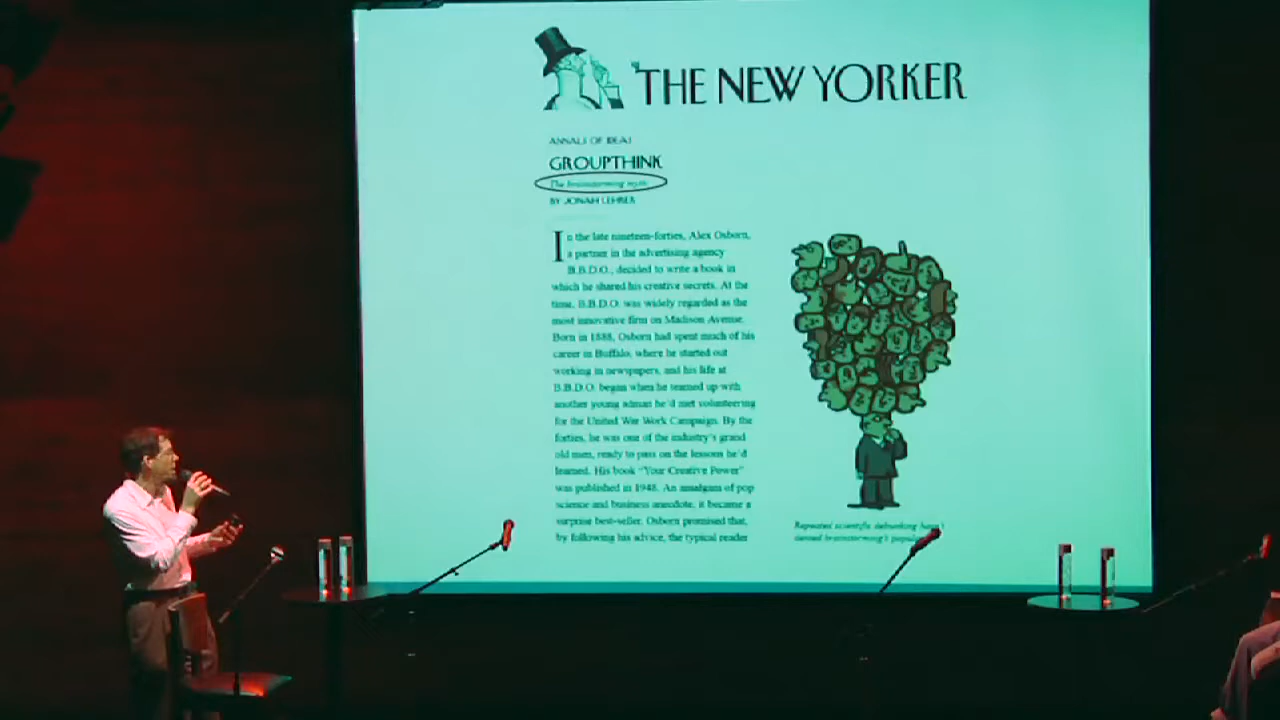 THE NEW YORKER
ANNALS OF IDEAS
GROUPTHINK
The brainstorming myth.
BY JONAH LEHRER
In the late nineteen-forties, Alex Osborn,
a partner in the advertising agency
B.B.D.O., decided to write a book in
which he shared his creative secrets. At the
time, B.B.D.O. was widely regarded as the
most innovative firm on Madison Avenue.
Born in 1888, Osborn had spent much of his
career in Buffalo, where he started out
working in newspapers, and his life at
B.B.D.O. began when he teamed up with
another young adman he'd met volunteering
for the United War Work Campaign. By the
forties, he was one of the industry's grand
old men, ready to pass on the lessons he'd
learned. His book "Your Creative Power"
was published in 1948. An amalgam of pop
science and business anecdote, it became a
surprise best-seller. Osborn promised that,
by following his advice, the typical reader
Repeated scientific debunking hasn't
dented brainstorming's